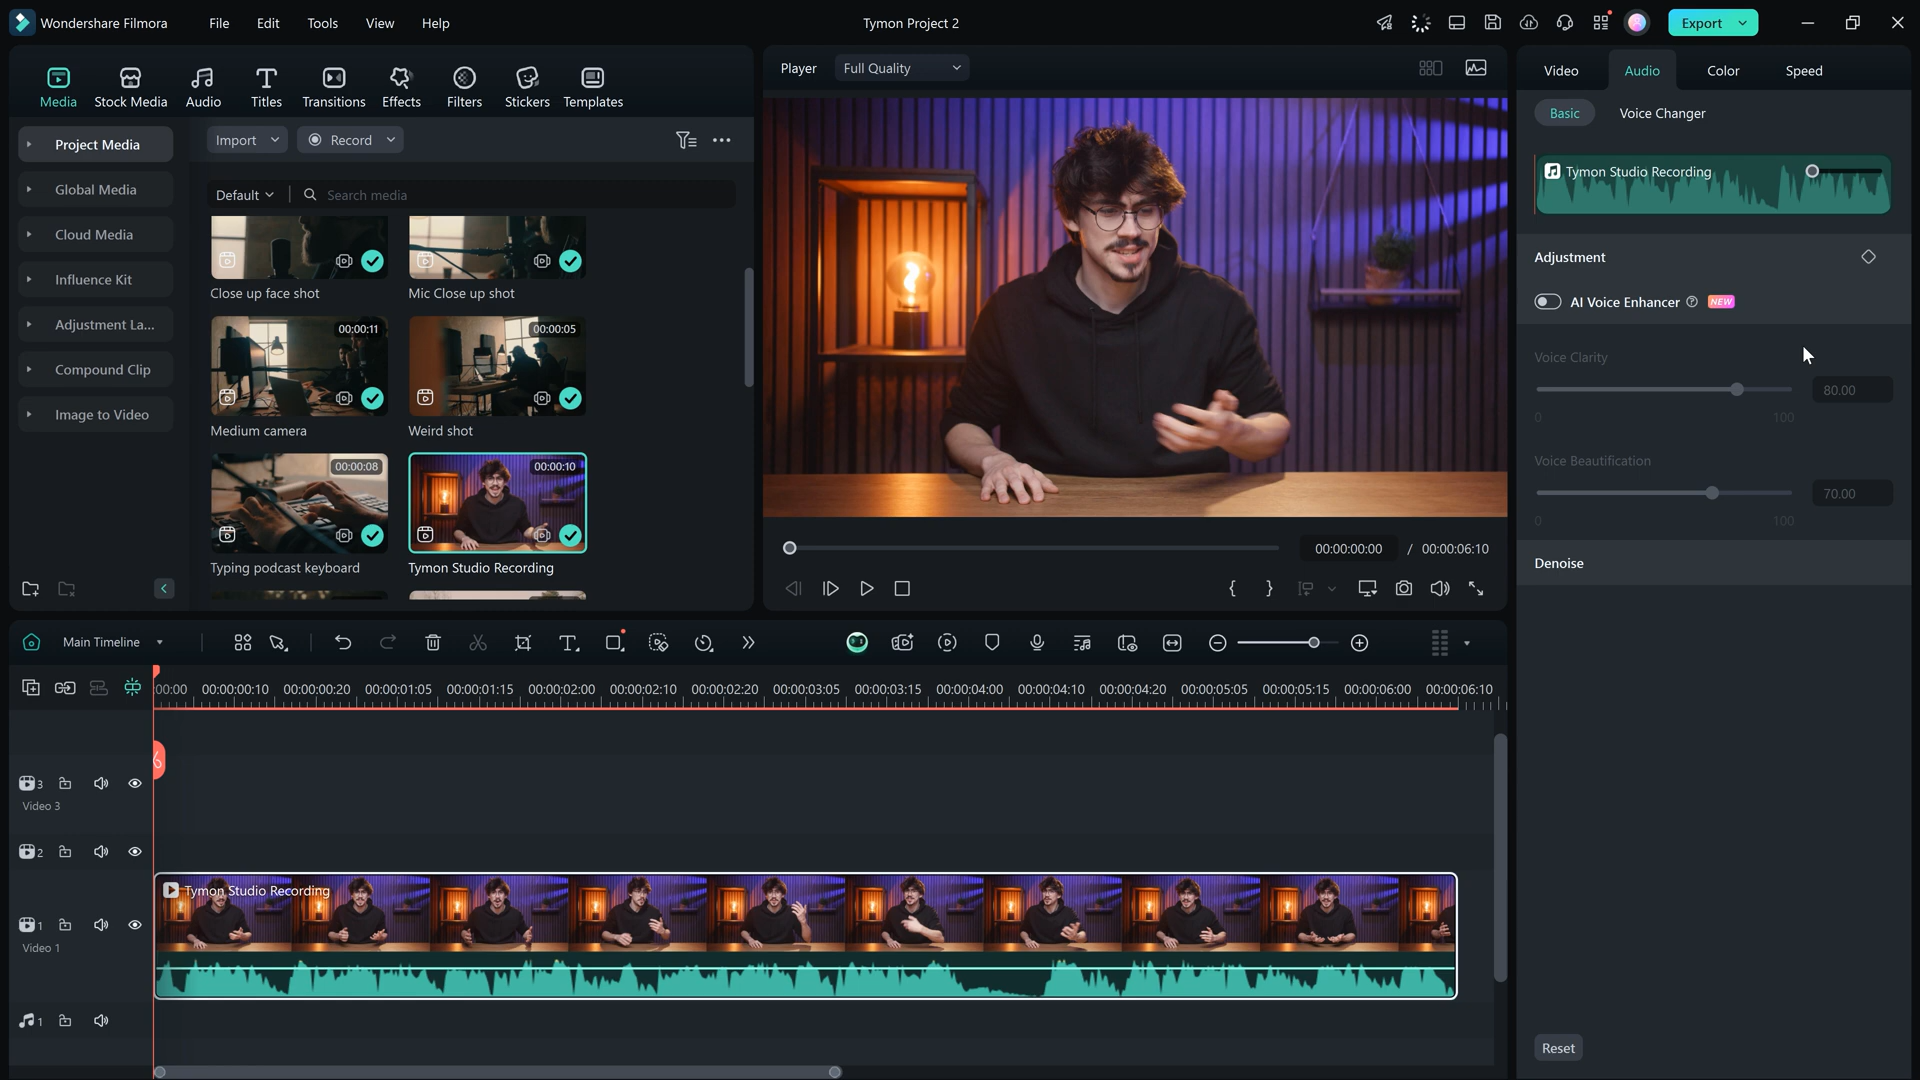 Wondershare Filmora
File
Edit
Tools
View
Help
Tymon Project 2
Export
Media
Stock Media
Audio
Titles
Transitions
Effects
Filters
Stickers
Templates
Project Media
Global Media
Cloud Media
Influence Kit
Adjustment La...
Compound Clip
Image to Video
Import
Record
Default
Search media
Close up face shot
Mic Close up shot
00:00:11
00:00:05
Medium camera
Weird shot
00:00:08
00:00:10
Typing podcast keyboard
Tymon Studio Recording
Player
Full Quality
00:00:00:00
/ 00:00:06:10
Video
Audio
Color
Speed
Basic
Voice Changer
Tymon Studio Recording
Adjustment
AI Voice Enhancer
NEW
Voice Clarity
80.00
0
100
Voice Beautification
70.00
0
100
Denoise
Reset
Main Timeline
:00:00
00:00:00:10
00:00:00:20
00:00:01:05
00:00:01:15
00:00:02:00
00:00:02:10
00:00:02:20
00:00:03:05
00:00:03:15
00:00:04:00
00:00:04:10
00:00:04:20
00:00:05:05
00:00:05:15
00:00:06:00
00:00:06:10
3
Video 3
2
Tymon Studio Recording
1
Video 1
1